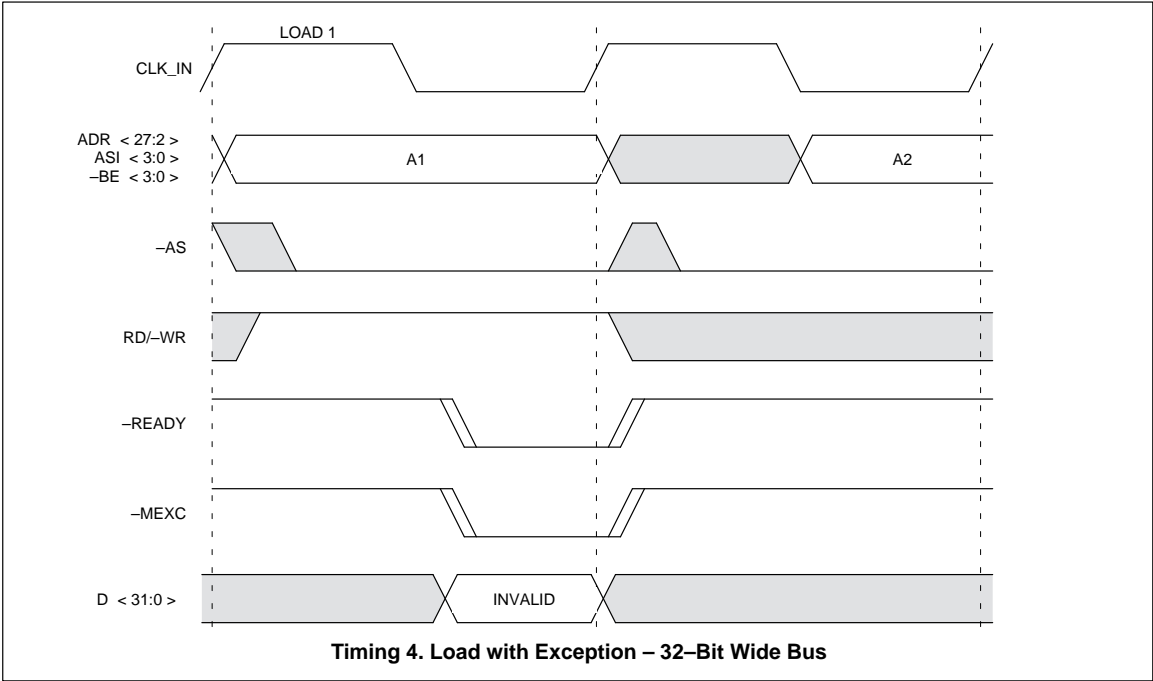 LOAD 1
CLK_IN
ADR < 27:2 >
ASI < 3:0 >
–BE < 3:0 >
A1
A2
–AS
RD/–WR
–READY
–MEXC
D < 31:0 >
INVALID
Timing 4. Load with Exception – 32–Bit Wide Bus